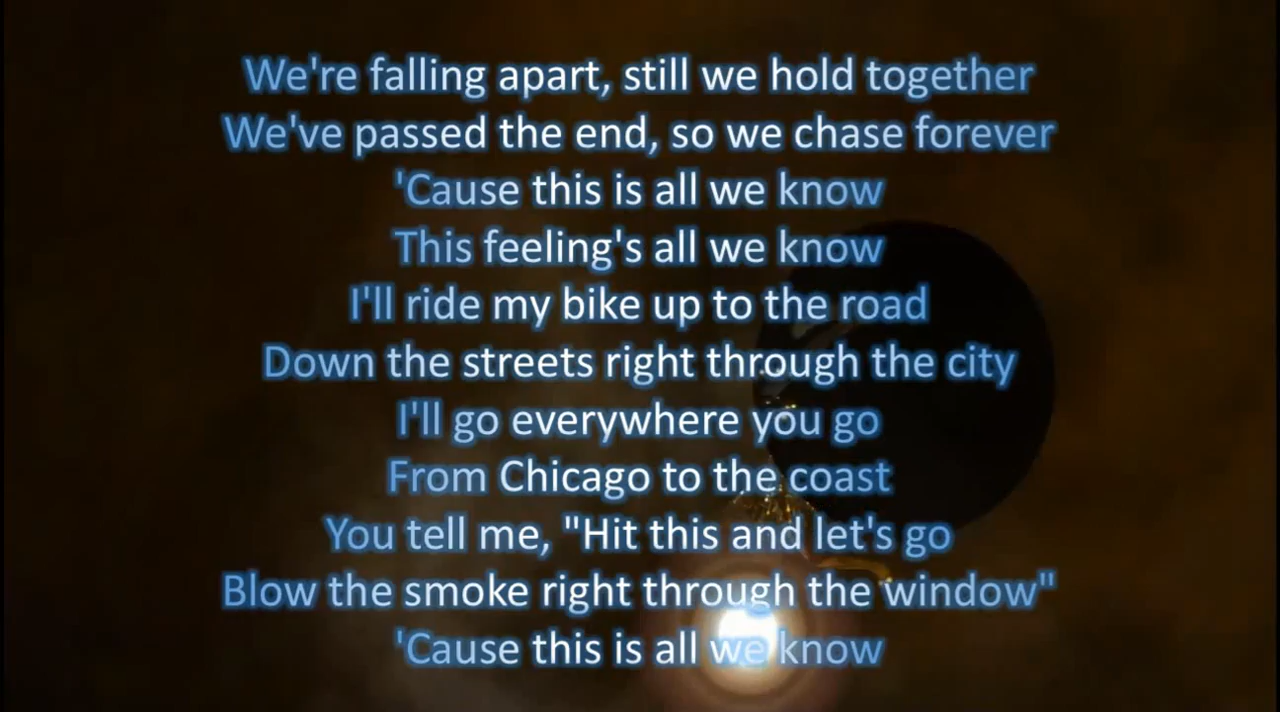 We're falling apart, still we hold together
We've passed the end, so we chase forever
'Cause this is all we know
This feeling's all we know
I'll ride my bike up to the road
Down the streets right through the city
I'll go everywhere you go
From Chicago to the coast
You tell me, "Hit this and let's go
Blow the smoke right through the window"
'Cause this is all we know